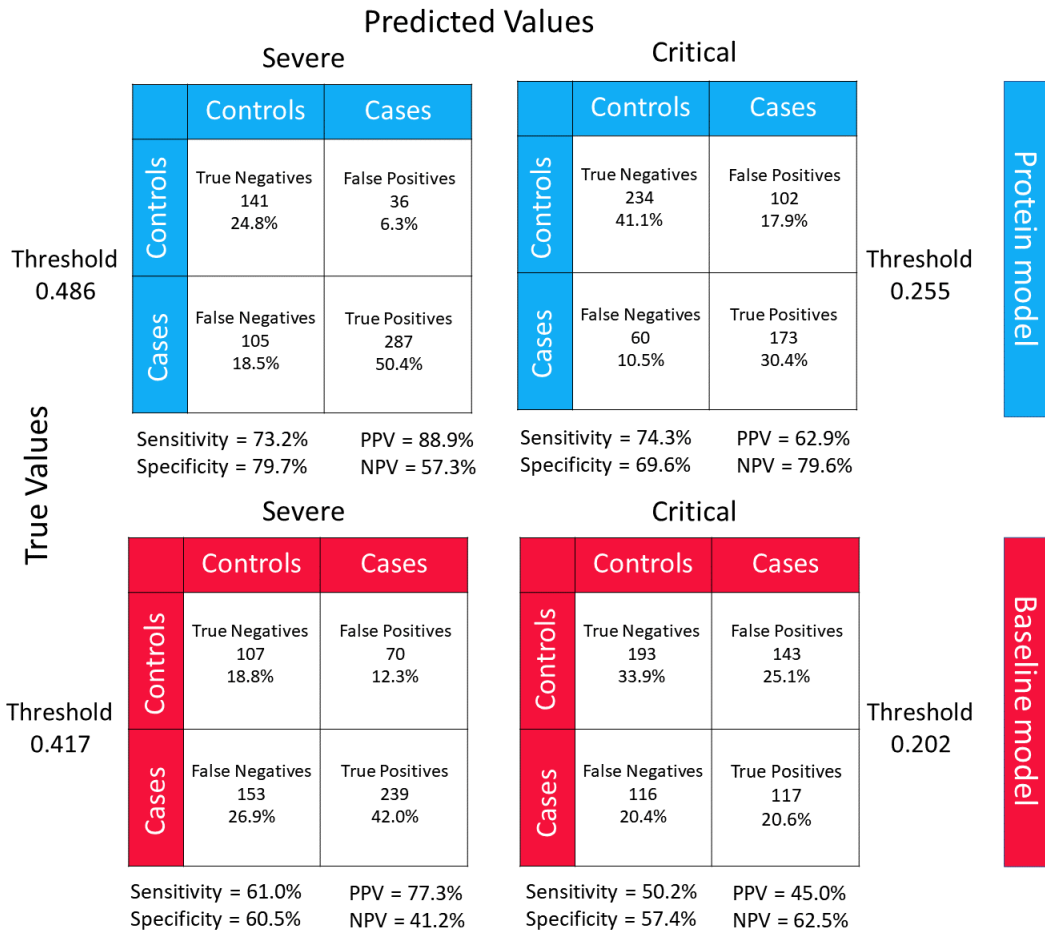 Predicted Values
Severe
Critical
Controls Cases
Controls Cases
Controls
True Negatives
141
24.8%
False Positives
36
6.3%
Controls
True Negatives
234
41.1%
False Positives
102
17.9%
Threshold
0.486
Threshold
0.255
Protein model
Cases
False Negatives
105
18.5%
True Positives
287
50.4%
Cases
False Negatives
60
10.5%
True Positives
173
30.4%
Sensitivity = 73.2% PPV = 88.9%
Specificity = 79.7% NPV = 57.3%
Sensitivity = 74.3% PPV = 62.9%
Specificity = 69.6% NPV = 79.6%
True Values
Severe
Critical
Controls Cases
Controls Cases
Controls
True Negatives
107
18.8%
False Positives
70
12.3%
Controls
True Negatives
193
33.9%
False Positives
143
25.1%
Threshold
0.417
Threshold
0.202
Baseline model
Cases
False Negatives
153
26.9%
True Positives
239
42.0%
Cases
False Negatives
116
20.4%
True Positives
117
20.6%
Sensitivity = 61.0% PPV = 77.3%
Specificity = 60.5% NPV = 41.2%
Sensitivity = 50.2% PPV = 45.0%
Specificity = 57.4% NPV = 62.5%